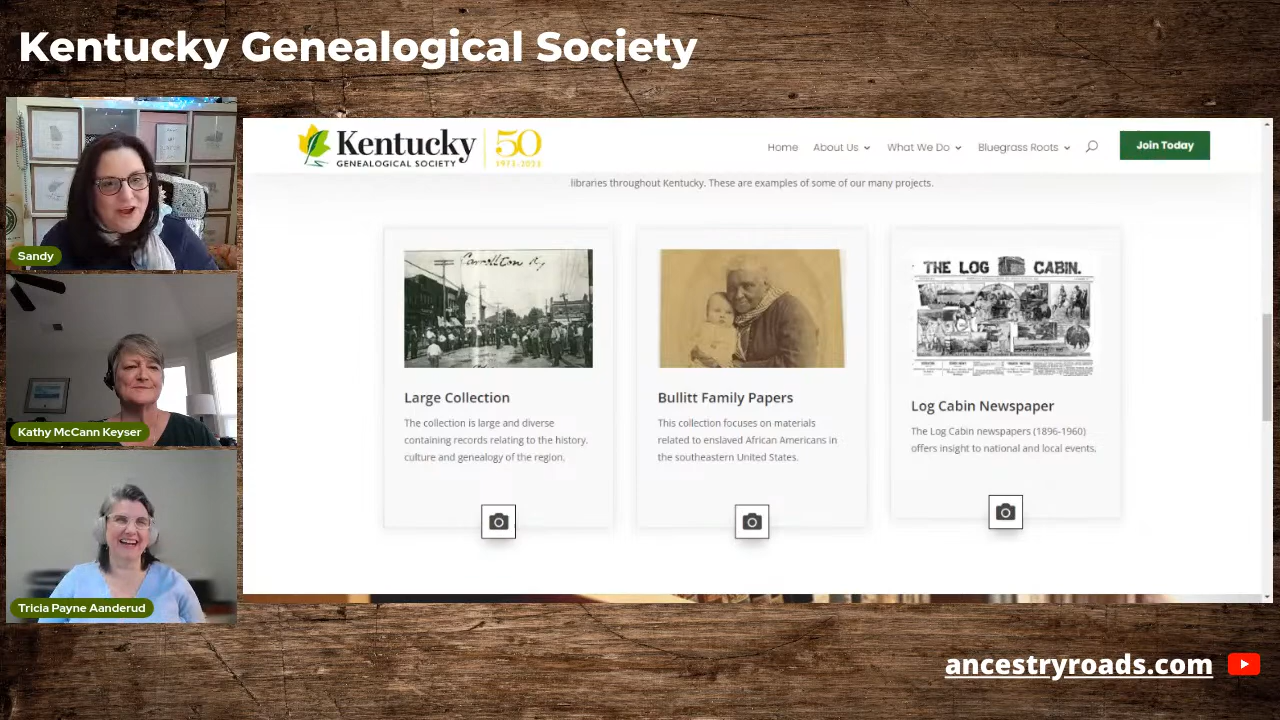 Kentucky Genealogical Society
Sandy
Kathy McCann Keyser
Tricia Payne Aanderud
Kentucky
GENEALOGICAL SOCIETY
50
1973-2023
Home About Us What We Do Bluegrass Roots Join Today
libraries throughout Kentucky. These are examples of some of our many projects.
Carrollton Ky
Large Collection
The collection is large and diverse
containing records relating to the history,
culture and genealogy of the region.
Bullitt Family Papers
This collection focuses on materials
related to enslaved African Americans in
the southeastern United States.
THE LOG CABIN.
Log Cabin Newspaper
The Log Cabin newspapers (1896-1960)
offers insight to national and local events.
ancestryroads.com